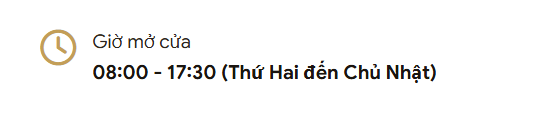 Giờ mở cửa
08:00 - 17:30 (Thứ Hai đến Chủ Nhật)